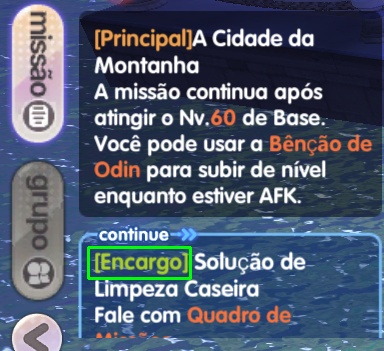 missão
grupo
[Principal]A Cidade da
Montanha
A missão continua após
atingir o Nv.60 de Base.
Você pode usar a Bênção de
Odin para subir de nível
enquanto estiver AFK.
continue
[Encargo] Solução de
Limpeza Caseira
Fale com Quadro de
Missões